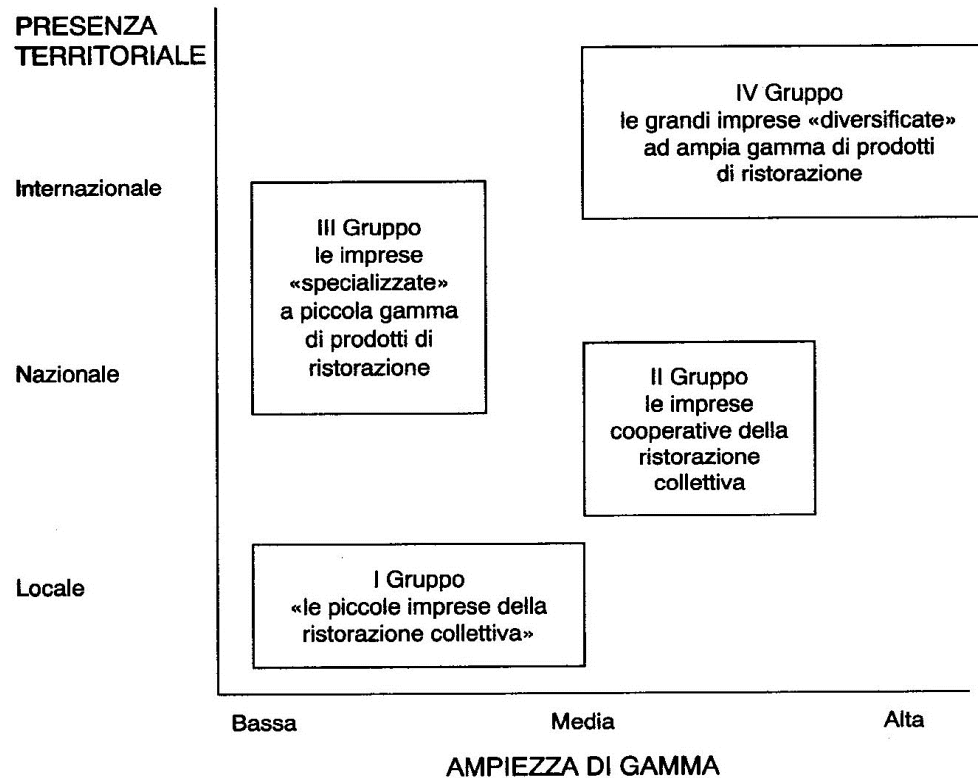 PRESENZA
TERRITORIALE
IV Gruppo
le grandi imprese «diversificate»
ad ampia gamma di prodotti
di ristorazione
Internazionale
III Gruppo
le imprese
«specializzate»
a piccola gamma
di prodotti di
ristorazione
Nazionale
II Gruppo
le imprese
cooperative della
ristorazione
collettiva
Locale
I Gruppo
«le piccole imprese della
ristorazione collettiva»
Bassa
Media
Alta
AMPIEZZA DI GAMMA